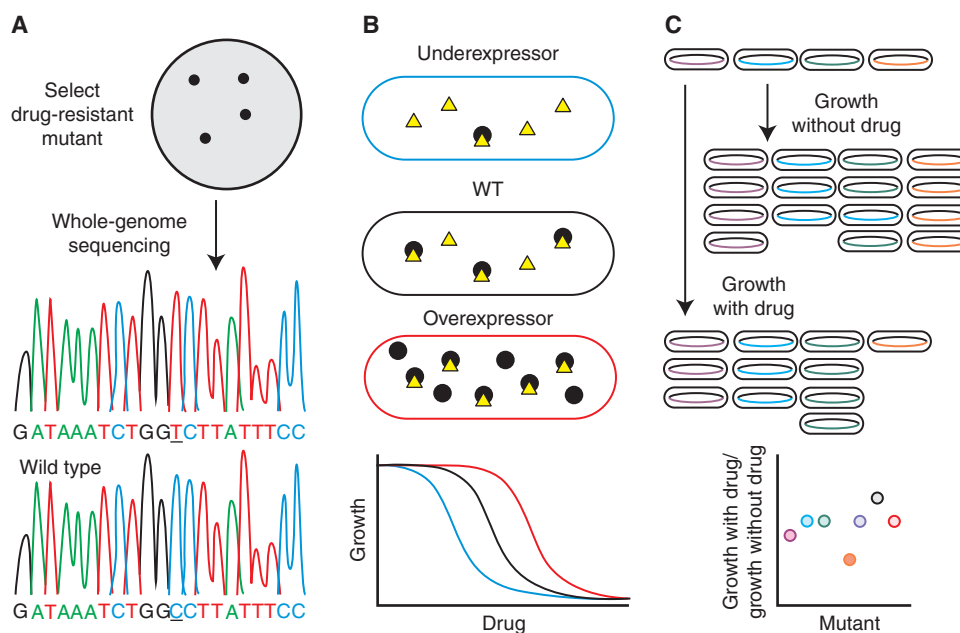 A
Select
drug-resistant
mutant
Whole-genome
sequencing
GATAAATCTGGTCTTATTTCC
Wild type
GATAAATCTGGCCTTATTTCC
B
Underexpressor
WT
Overexpressor
Growth
Drug
C
Growth
without drug
Growth
with drug
Growth with drug/
growth without drug
Mutant